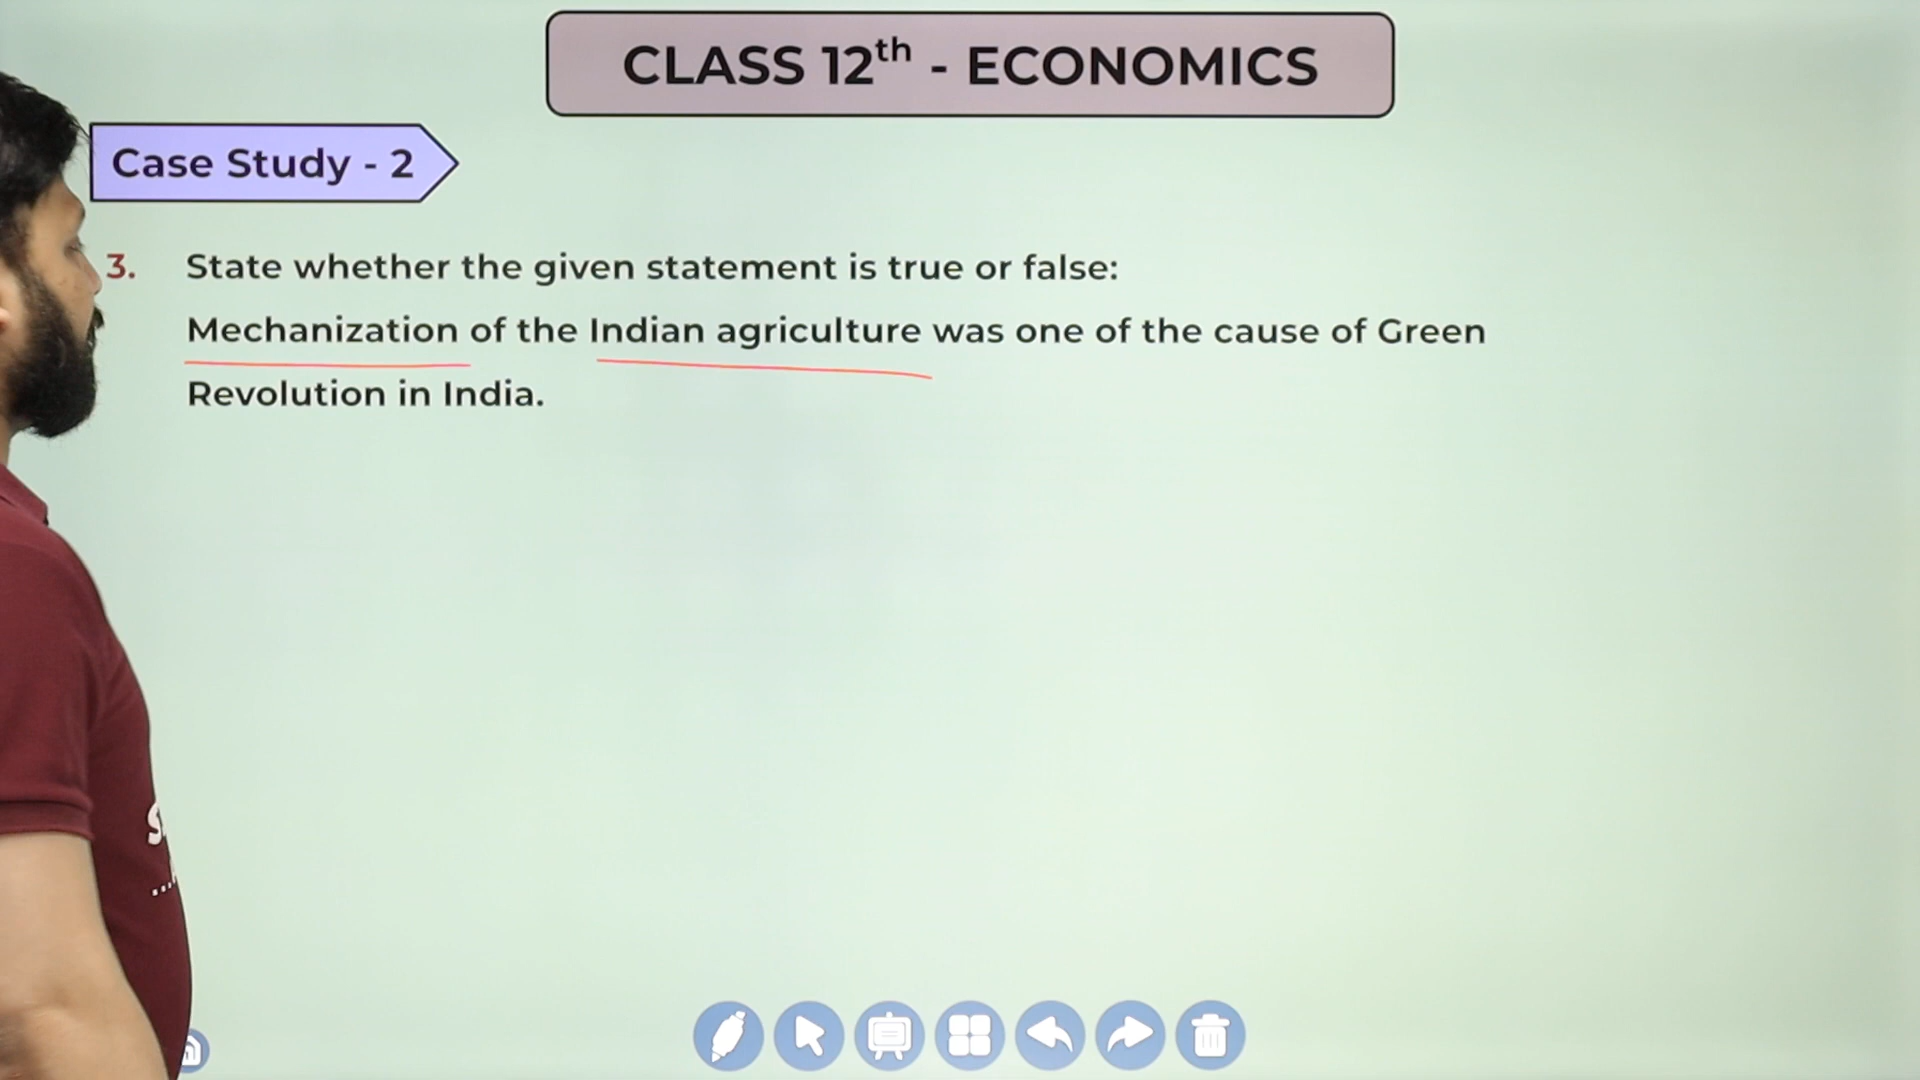 CLASS 12th - ECONOMICS
Case Study - 2
3. State whether the given statement is true or false:
Mechanization of the Indian agriculture was one of the cause of Green
Revolution in India.